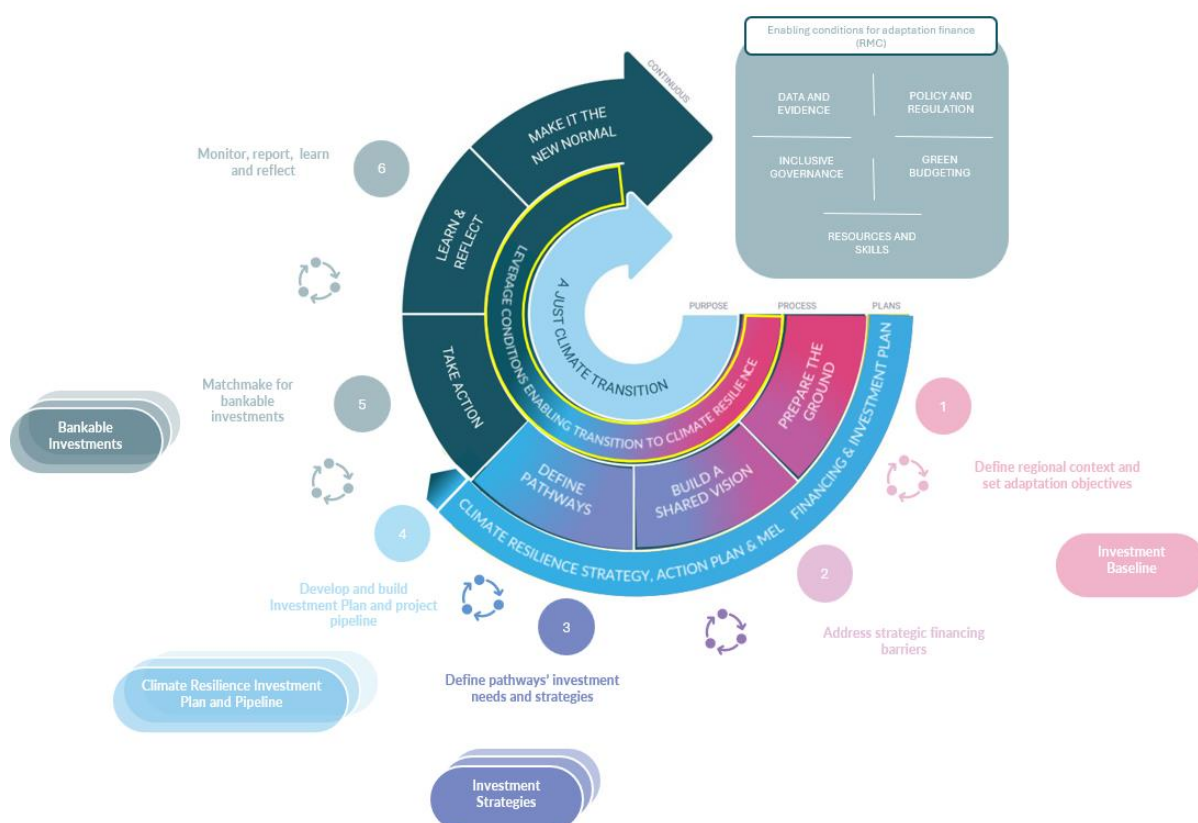 Enabling conditions for adaptation finance
(RMC)
DATA AND
EVIDENCE
POLICY AND
REGULATION
INCLUSIVE
GOVERNANCE
GREEN
BUDGETING
RESOURCES AND
SKILLS
CONTINUOUS
MAKE IT THE
NEW NORMAL
LEARN &
REFLECT
TAKE ACTION
DEFINE
PATHWAYS
BUILD A
SHARED VISION
PREPARE THE
GROUND
LEVERAGE CONDITIONS ENABLING TRANSITION TO CLIMATE RESILIENCE
A JUST CLIMATE TRANSITION
PURPOSE
PROCESS
PLANS
CLIMATE RESILIENCE STRATEGY, ACTION PLAN & MEL FINANCING & INVESTMENT PLAN
1
Define regional context and
set adaptation objectives
Investment
Baseline
2
Address strategic financing
barriers
3
Define pathways' investment
needs and strategies
Investment
Strategies
4
Develop and build
Investment Plan and project
pipeline
Climate Resilience Investment
Plan and Pipeline
5
Matchmake for
bankable
investments
Bankable
Investments
6
Monitor, report, learn
and reflect